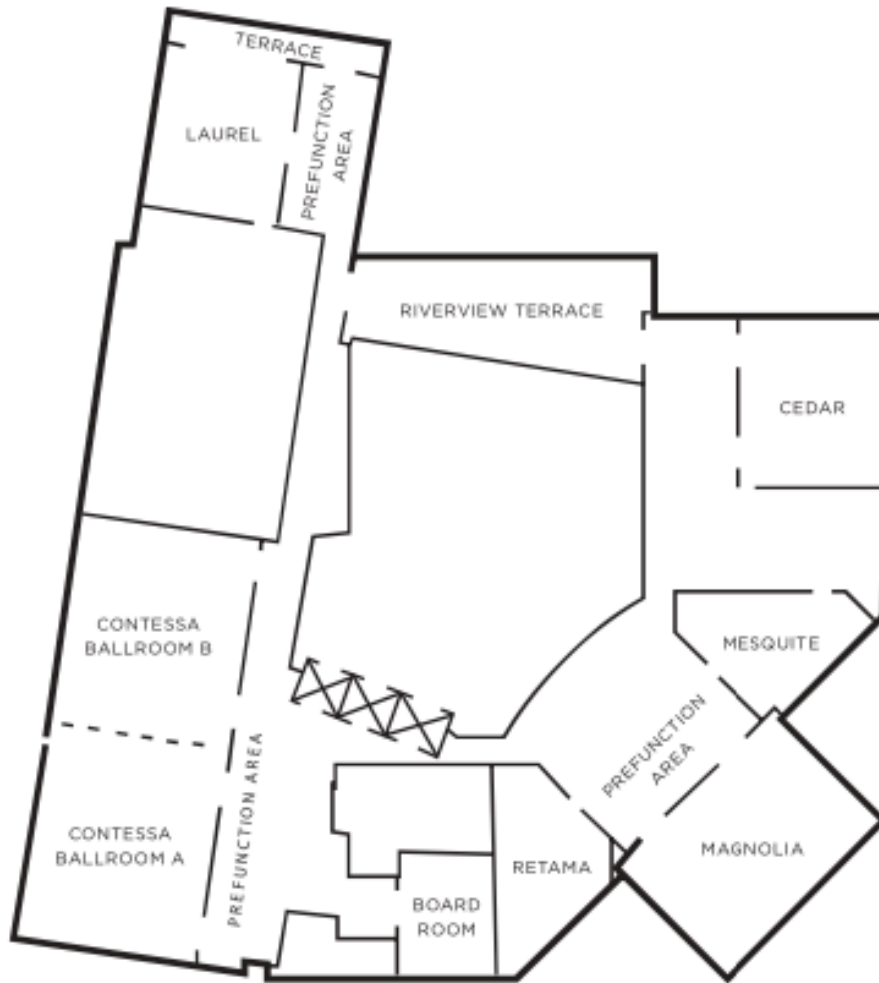 TERRACE
LAUREL
PREFUNCTION
AREA
RIVERVIEW TERRACE
CEDAR
CONTESSA
BALLROOM B
MESQUITE
PREFUNCTION
AREA
PREFUNCTION AREA
CONTESSA
BALLROOM A
MAGNOLIA
RETAMA
BOARD
ROOM